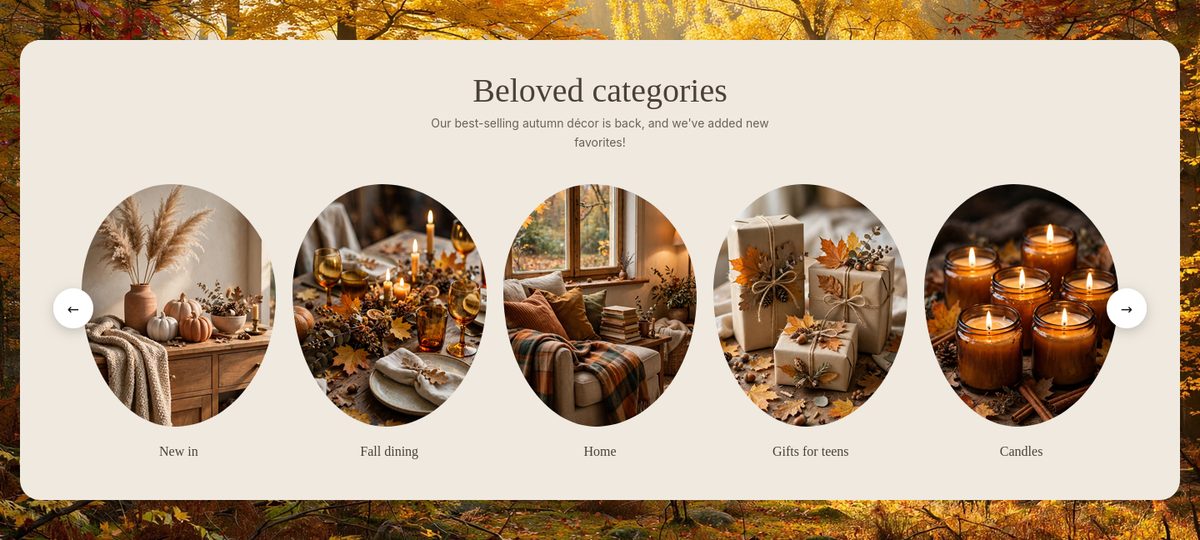 Beloved categories
Our best-selling autumn décor is back, and we've added new
favorites!
←
→
New in
Fall dining
Home
Gifts for teens
Candles